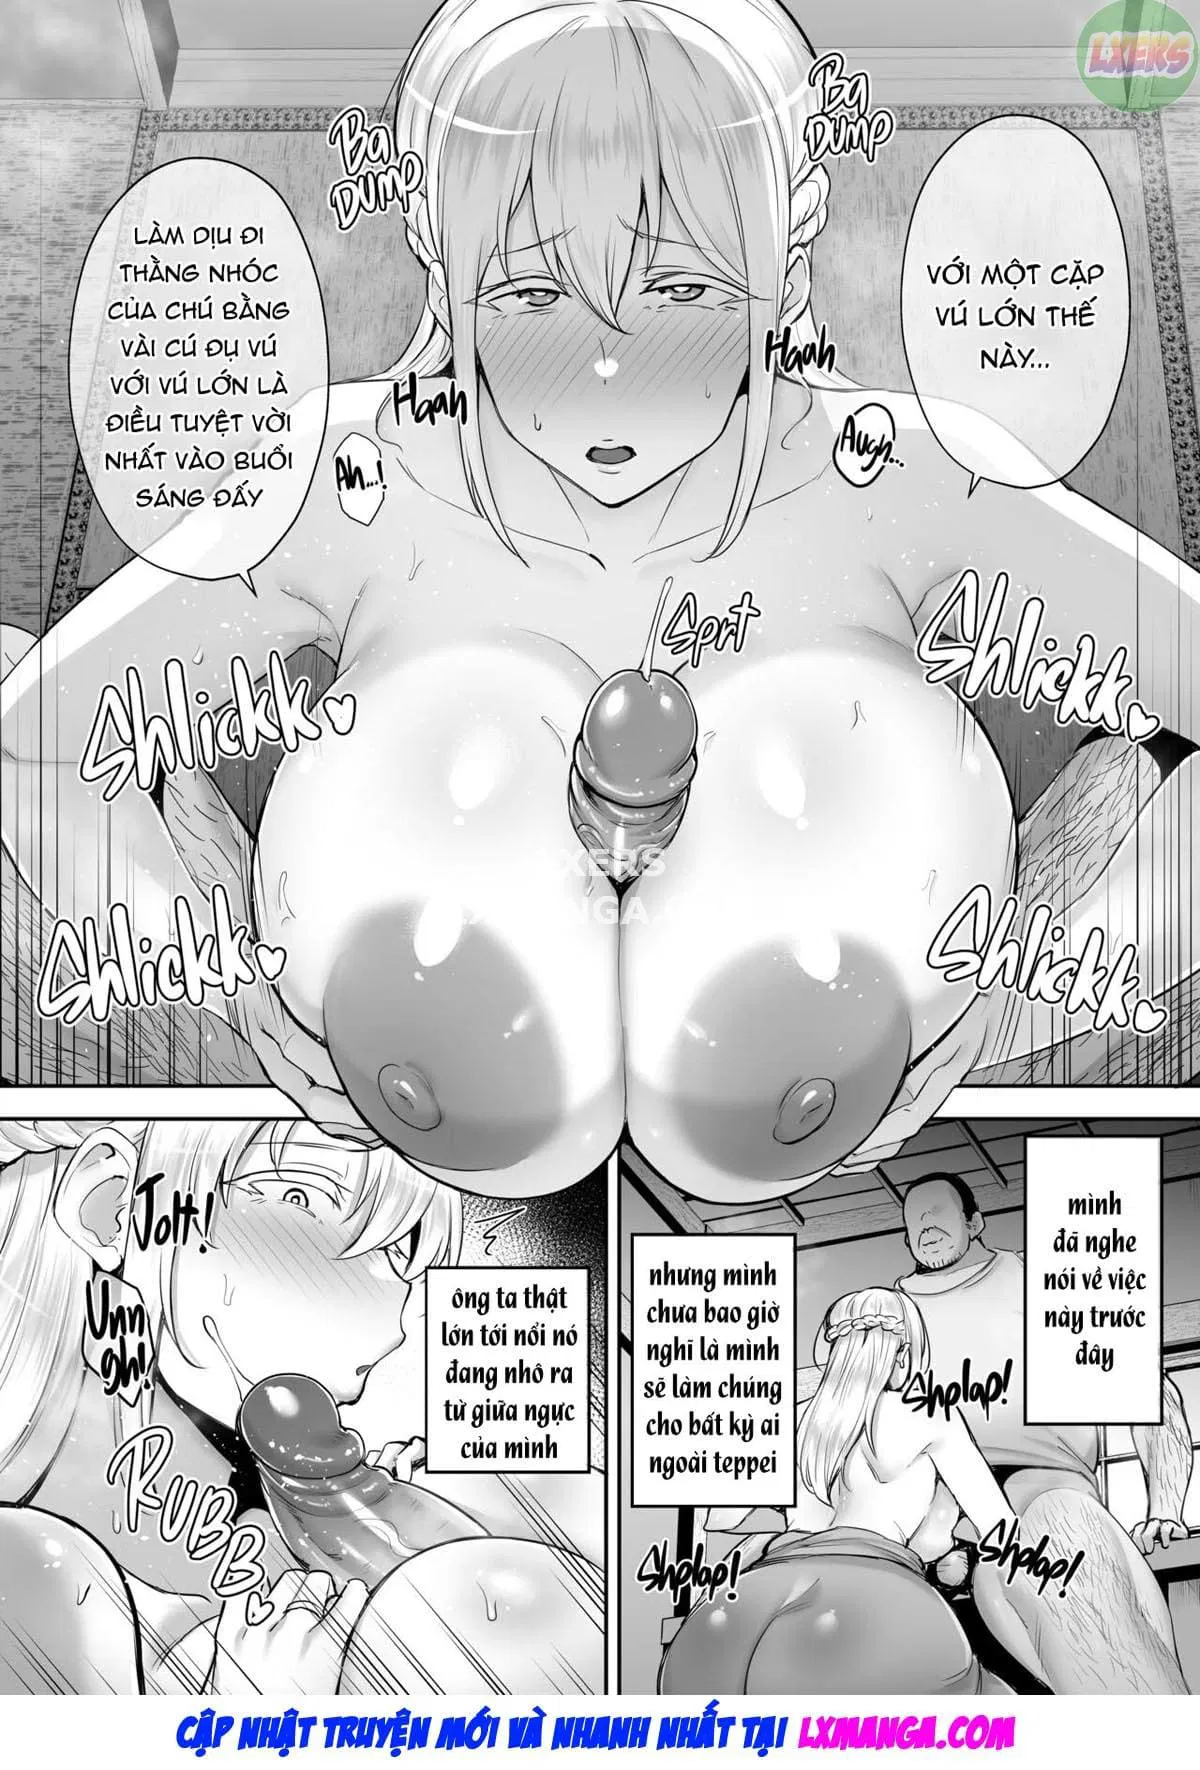 LXERS
BA
DUMP
BA
DUMP
VỚI MỘT CẶP
VÚ LỚN THẾ
NÀY...
LÀM DỊU ĐI
THẰNG NHÓC
CỦA CHÚ BẰNG
VÀI CÚ ĐỤ VÚ
VỚI VÚ LỚN LÀ
ĐIỀU TUYỆT VỜI
NHẤT VÀO BUỔI
SÁNG ĐẤY
Haah
Haah
Augh...
Ah...!
Sprt
Shlickk
Shlickk
Shlickk
Shlickk
mình
đã nghe
nói về việc
này trước
đây
nhưng mình
chưa bao giờ
nghĩ là mình
sẽ làm chúng
cho bất kỳ ai
ngoài teppei
Shplap!
Shplap!
Shplap!
ông ta thật
lớn tới nỗi nó
đang nhô ra
từ giữa ngực
của mình
Jolt!
Unn
gh!
RUBB
CẬP NHẬT TRUYỆN MỚI VÀ NHANH NHẤT TẠI LXMANGA.COM